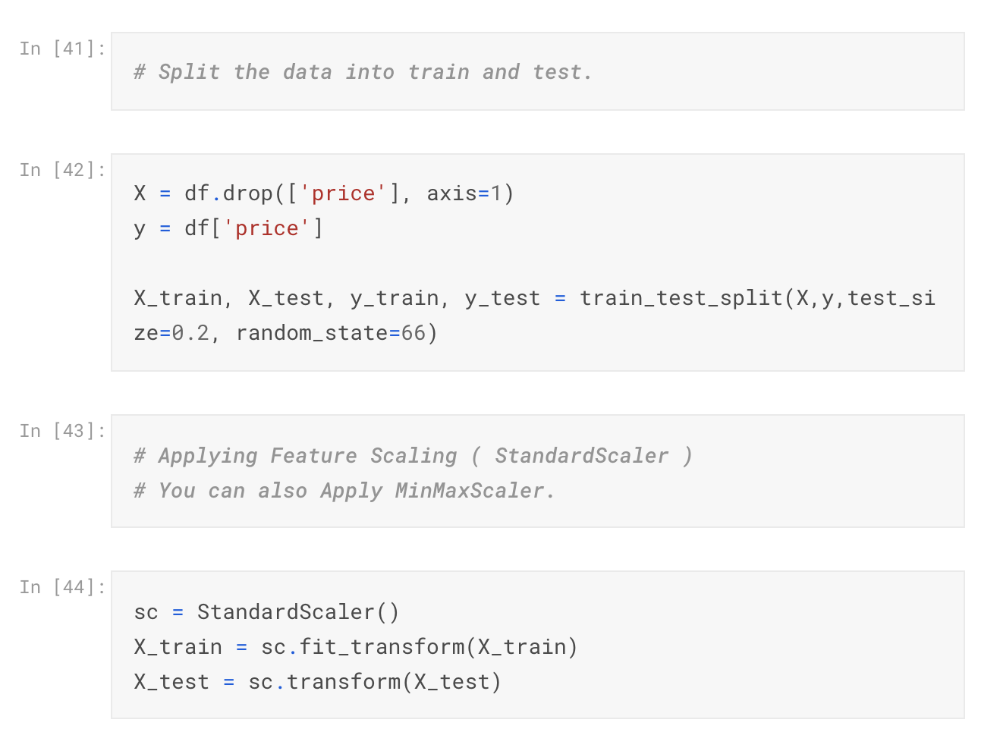 In [41]:
# Split the data into train and test.
In [42]:
X = df.drop(['price'], axis=1)
y = df['price']
X_train, X_test, y_train, y_test = train_test_split(X,y,test_si
ze=0.2, random_state=66)
In [43]:
# Applying Feature Scaling ( StandardScaler )
# You can also Apply MinMaxScaler.
In [44]:
sc = StandardScaler()
X_train = sc.fit_transform(X_train)
X_test = sc.transform(X_test)